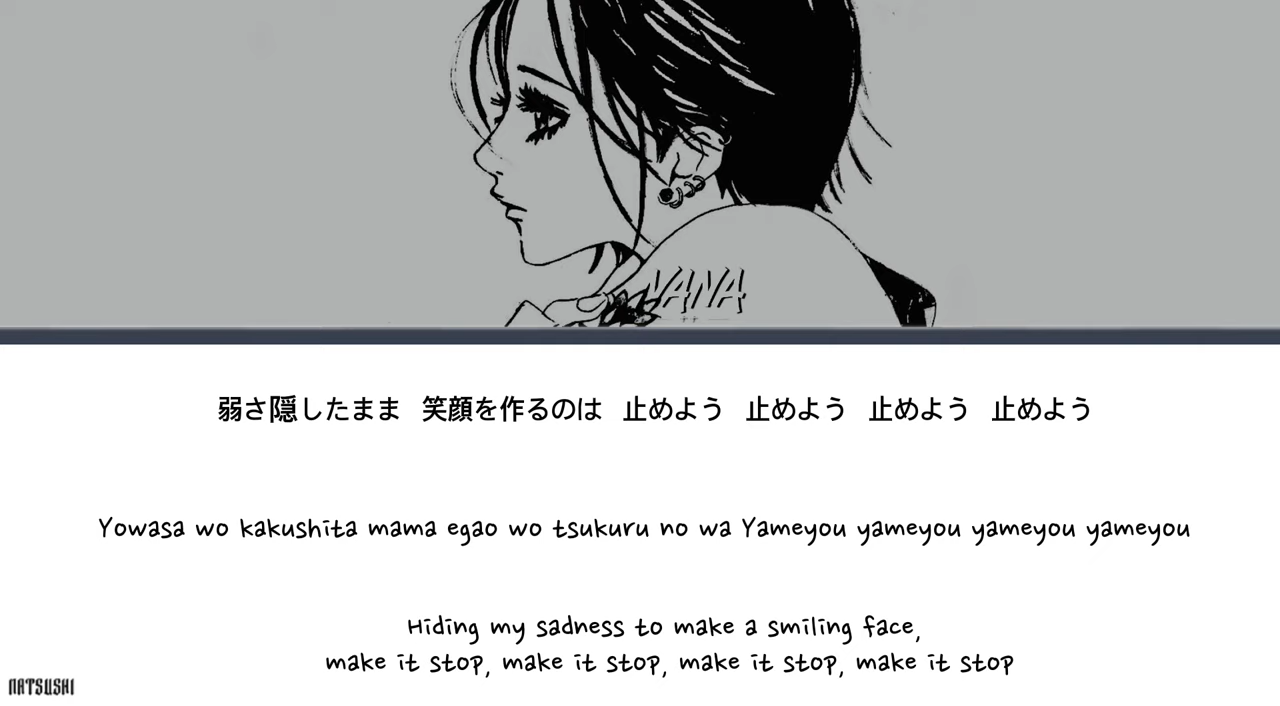 NANA
弱さ隠したまま 笑顔を作るのは 止めよう 止めよう 止めよう 止めよう
Yowasa wo kakushita mama egao wo tsukuru no wa Yameyou yameyou yameyou yameyou
Hiding my sadness to make a smiling face,
make it stop, make it stop, make it stop, make it stop
NATSUSHI